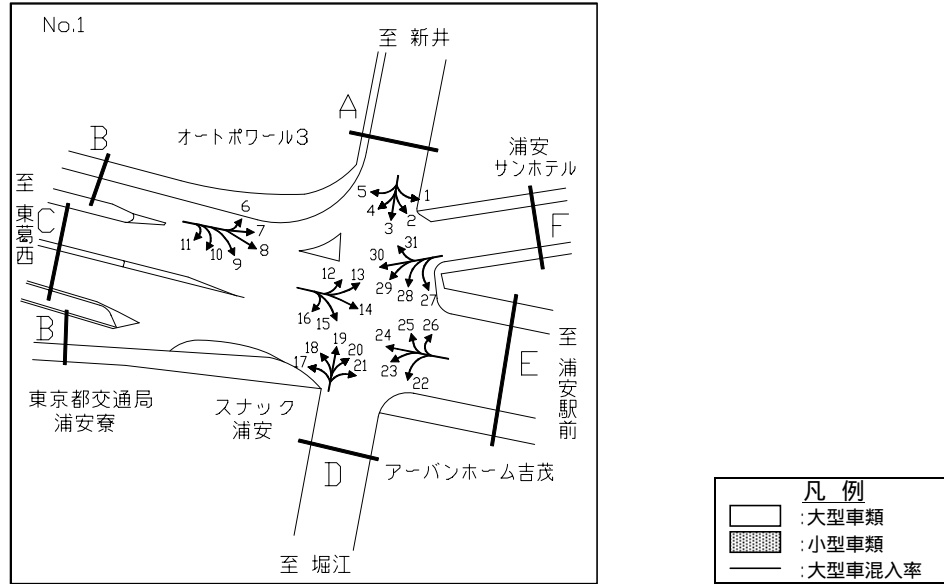 No.1
至 新井
A
オートポワール3
浦安
サンホテル
B
至
東葛西
C
F
1
2
3
4
5
6
7
8
9
10
11
12
13
14
15
16
17
18
19
20
21
22
23
24
25
26
27
28
29
30
31
B
E
至
浦安駅前
東京都交通局
浦安寮
スナック
浦安
D
アーバンホーム吉茂
至 堀江
凡 例
:大型車類
:小型車類
:大型車混入率